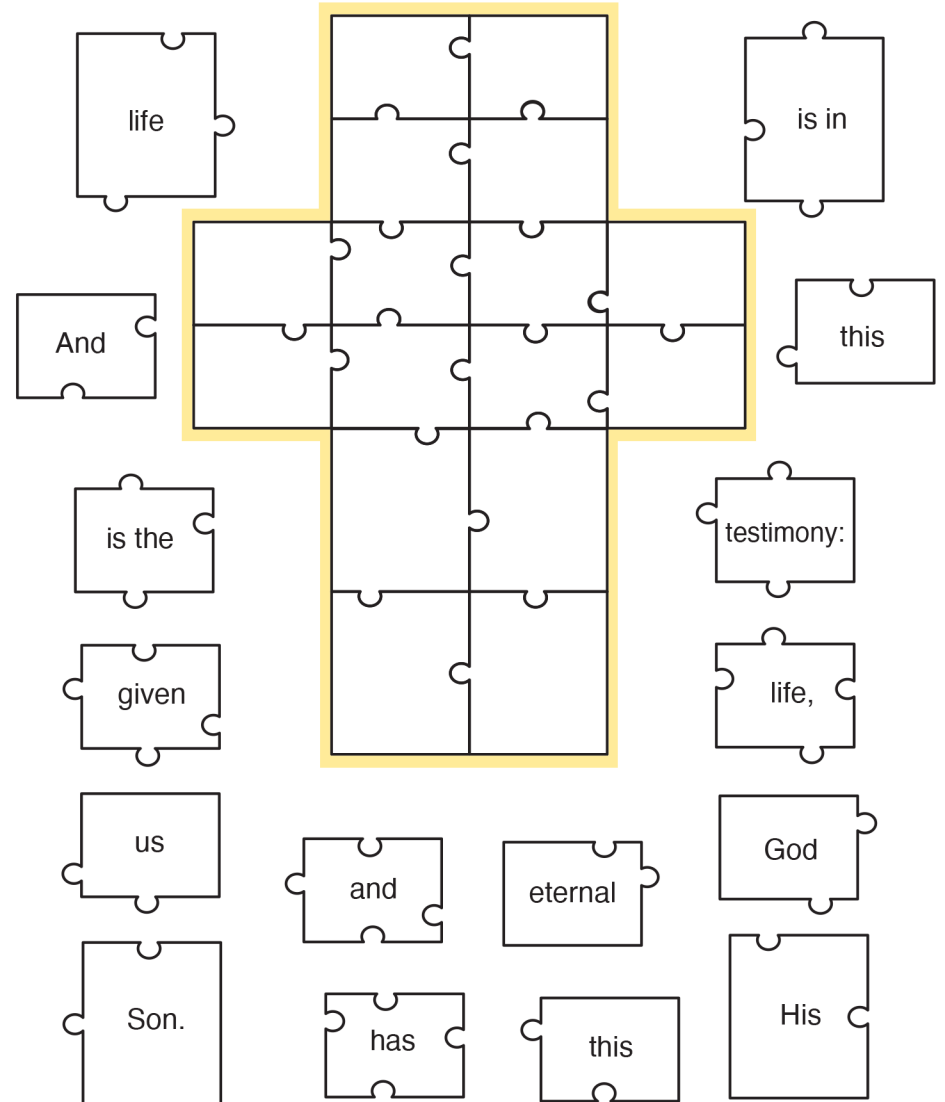 life
is in
And
this
is the
testimony:
given
life,
us
and
eternal
God
Son.
has
this
His